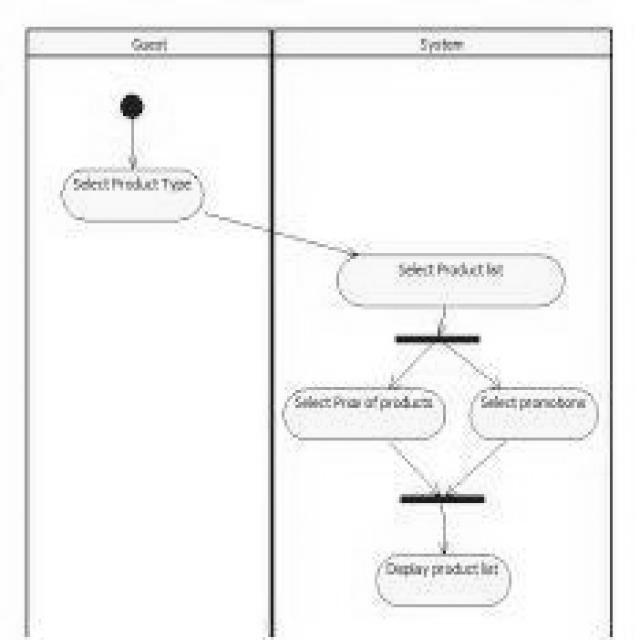 Guest
System
Select Product Type
Select Product list
Select Price of products
Select promotions
Display product list